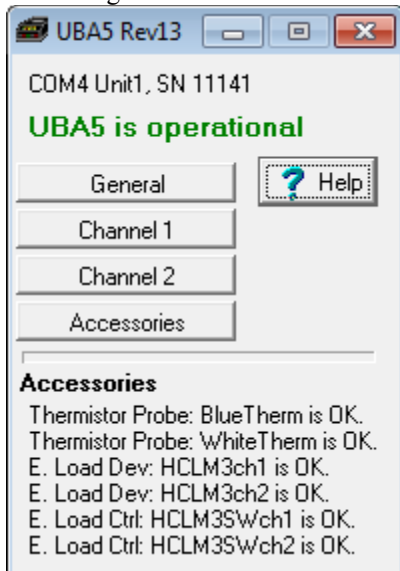 UBA5 Rev13
COM4 Unit1, SN 11141
UBA5 is operational
General
? Help
Channel 1
Channel 2
Accessories
Accessories
Thermistor Probe: BlueTherm is OK.
Thermistor Probe: WhiteTherm is OK.
E. Load Dev: HCLM3ch1 is OK.
E. Load Dev: HCLM3ch2 is OK.
E. Load Ctrl: HCLM3SWch1 is OK.
E. Load Ctrl: HCLM3SWch2 is OK.